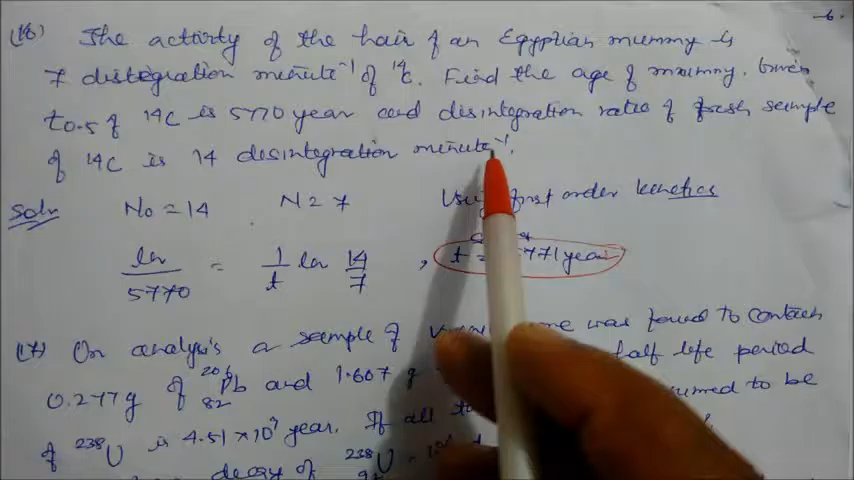 -6-
(16) The activity of the hair of an Egyptian mummy is
7 disintegration minute⁻¹ of ¹⁴C. Find the age of mummy. Given
t0.5 of ¹⁴C is 5770 year and disintegration ratio of fresh sample
of ¹⁴C is 14 disintegration minute⁻¹.
Soln N₀ = 14 N = 7 Using first order kenetics
ln / 5770 = 1/t ln 14/7 , t = 5771 year
(17) On analysis a sample of was found to contain
0.277g of ²⁰⁶₈₂Pb and 1.667 g half life period
of ²³⁸U is 4.51 × 10⁹ year. If all to be
decay of ²³⁸U